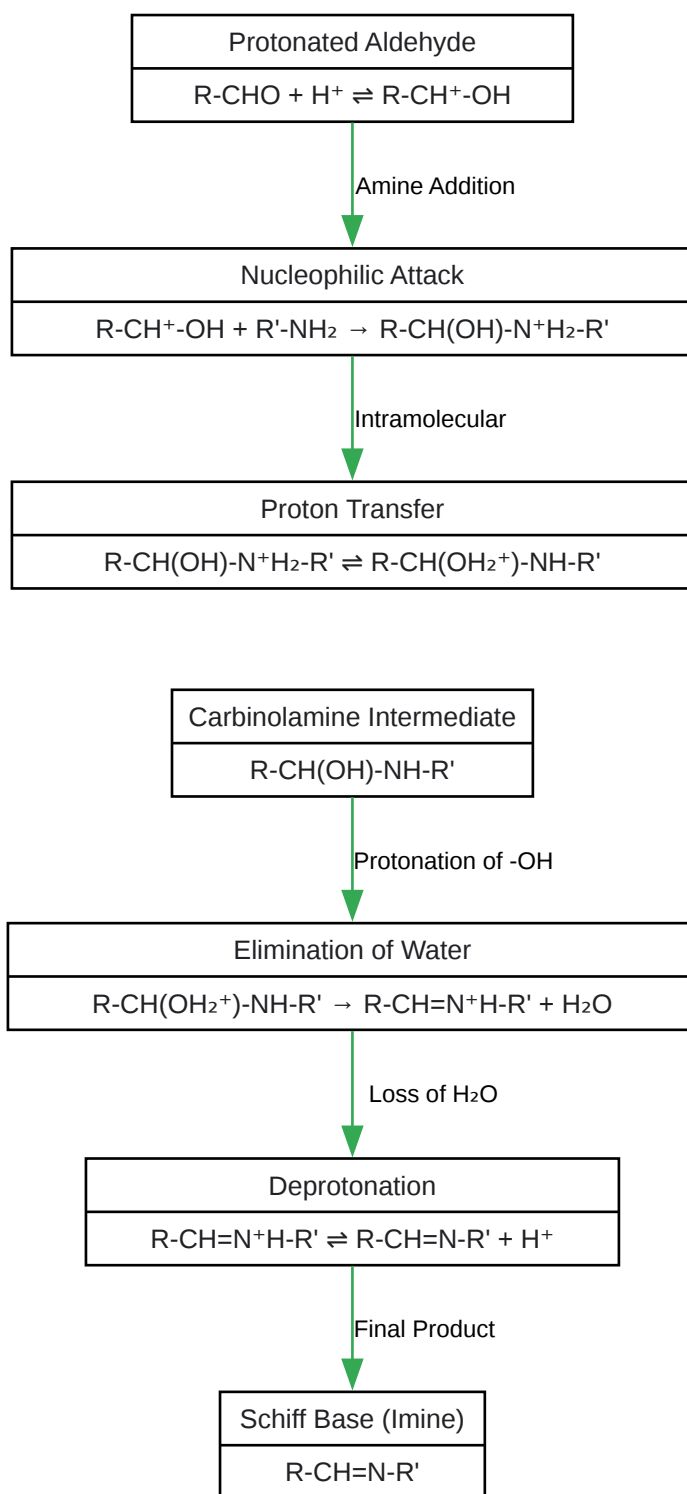 Protonated Aldehyde
R-CHO + H⁺ ⇌ R-CH⁺-OH
Amine Addition
Nucleophilic Attack
R-CH⁺-OH + R'-NH₂ → R-CH(OH)-N⁺H₂-R'
Intramolecular
Proton Transfer
R-CH(OH)-N⁺H₂-R' ⇌ R-CH(OH₂⁺)-NH-R'
Carbinolamine Intermediate
R-CH(OH)-NH-R'
Protonation of -OH
Elimination of Water
R-CH(OH₂⁺)-NH-R' → R-CH=N⁺H-R' + H₂O
Loss of H₂O
Deprotonation
R-CH=N⁺H-R' ⇌ R-CH=N-R' + H⁺
Final Product
Schiff Base (Imine)
R-CH=N-R'